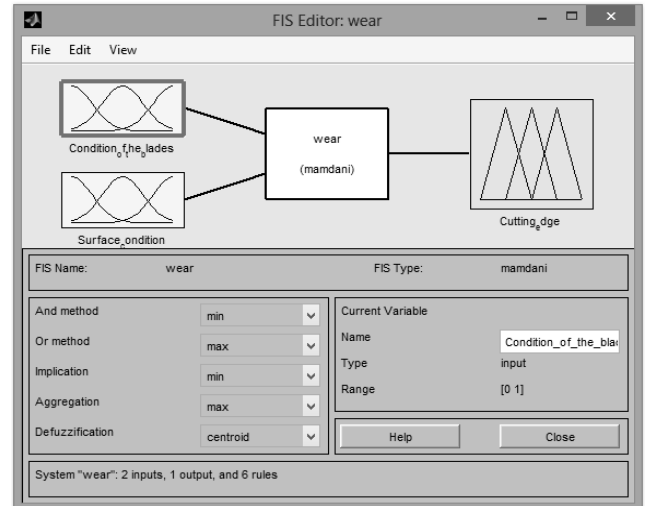 FIS Editor: wear
File Edit View
Condition_of_the_blades
Surface_condition
wear
(mamdani)
Cutting_edge
FIS Name: wear FIS Type: mamdani
And method min
Or method max
Implication min
Aggregation max
Defuzzification centroid
Current Variable
Name Condition_of_the_blad
Type input
Range [0 1]
Help Close
System "wear": 2 inputs, 1 output, and 6 rules